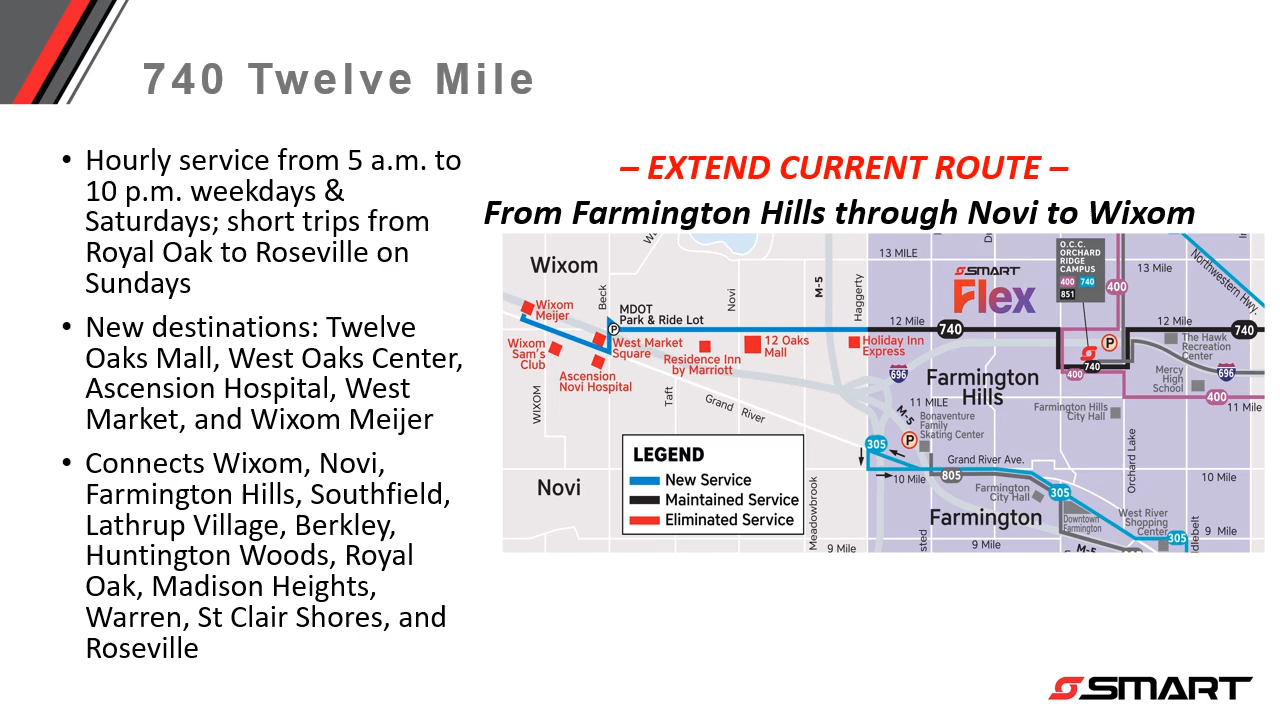 740 Twelve Mile
• Hourly service from 5 a.m. to
10 p.m. weekdays &
Saturdays; short trips from
Royal Oak to Roseville on
Sundays
• New destinations: Twelve
Oaks Mall, West Oaks Center,
Ascension Hospital, West
Market, and Wixom Meijer
• Connects Wixom, Novi,
Farmington Hills, Southfield,
Lathrup Village, Berkley,
Huntington Woods, Royal
Oak, Madison Heights,
Warren, St Clair Shores, and
Roseville
– EXTEND CURRENT ROUTE –
From Farmington Hills through Novi to Wixom
Wixom
Wixom
Meijer
Beck
MDOT
Park & Ride Lot
P
Novi
M-5
Haggerty
13 MILE
SMART
Flex
O.C.C.
ORCHARD
RIDGE
CAMPUS
400 740
851
13 Mile
400
Northwestern Hwy.
12 Mile
740
12 Mile
740
Wixom
Sam's
Club
West Market
Square
Ascension
Novi Hospital
Residence Inn
by Marriott
12 Oaks
Mall
Holiday Inn
Express
696
P
740
400
The Hawk
Recreation
Center
Mercy
High
School
696
400
11 Mile
Farmington
Hills
WIXOM
Taft
Grand River
11 MILE
M-5
Bonaventure
Family
Skating Center
P
Farmington Hills
City Hall
Orchard Lake
305
10 Mile
Grand River Ave.
805
10 Mile
Novi
Meadowbrook
LEGEND
New Service
Maintained Service
Eliminated Service
Farmington
City Hall
305
Farmington
Downtown
Farmington
West River
Shopping
Center
305
9 Mile
9 Mile
9 Mile
M-5
SMART